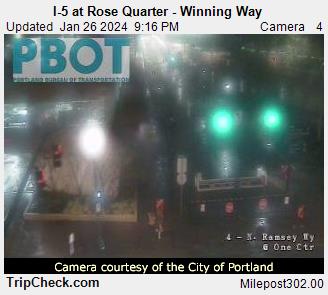 I-5 at Rose Quarter - Winning Way
Updated Jan 26 2024 9:16 PM Camera 4
PBOT
PORTLAND BUREAU OF TRANSPORTATION
4 - N. Ramsey Wy
@ One Ctr
Camera courtesy of the City of Portland
TripCheck.com Milepost302.00